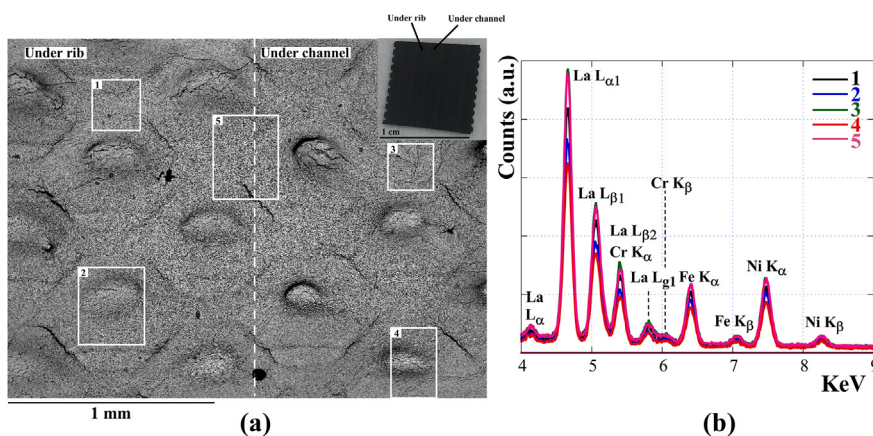 Under rib Under channel
Under rib
Under channel
1
5
3
2
4
1 cm
1 mm
(a)
Counts (a.u.)
La Lα1
La Lβ1
La Lβ2
Cr Kα
Cr Kβ
La Lg1
Fe Kα
Ni Kα
La
Lα
Fe Kβ
Ni Kβ
1
2
3
4
5
4 5 6 7 8 9
KeV
(b)